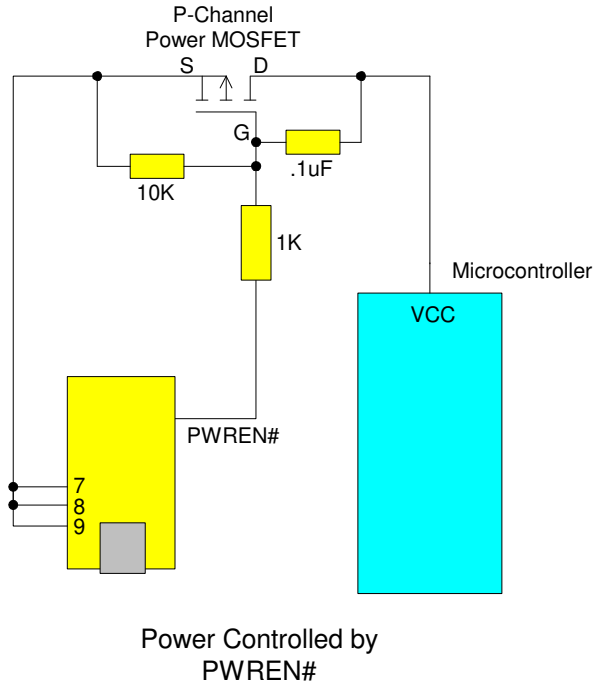 P-Channel
Power MOSFET
S D
G
.1uF
10K
1K
Microcontroller
VCC
PWREN#
7
8
9
Power Controlled by
PWREN#